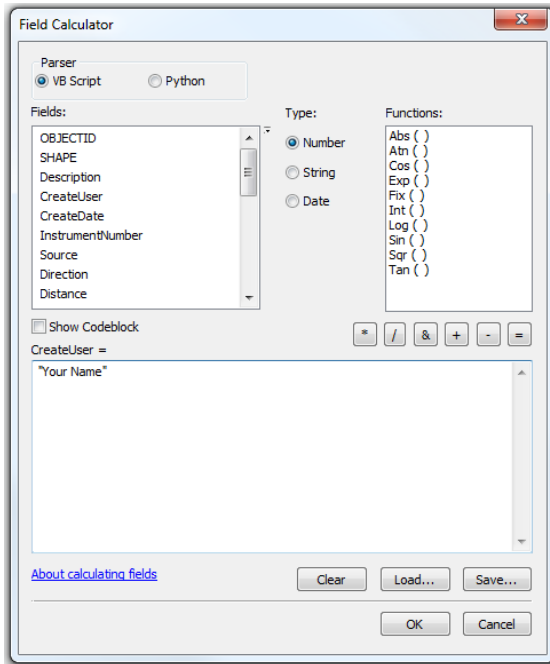 Field Calculator
Parser
VB Script
Python
Fields:
OBJECTID
SHAPE
Description
CreateUser
CreateDate
InstrumentNumber
Source
Direction
Distance
Type:
Number
String
Date
Functions:
Abs ( )
Atn ( )
Cos ( )
Exp ( )
Fix ( )
Int ( )
Log ( )
Sin ( )
Sqr ( )
Tan ( )
Show Codeblock
* / & + - =
CreateUser =
"Your Name"
About calculating fields
Clear
Load...
Save...
OK
Cancel